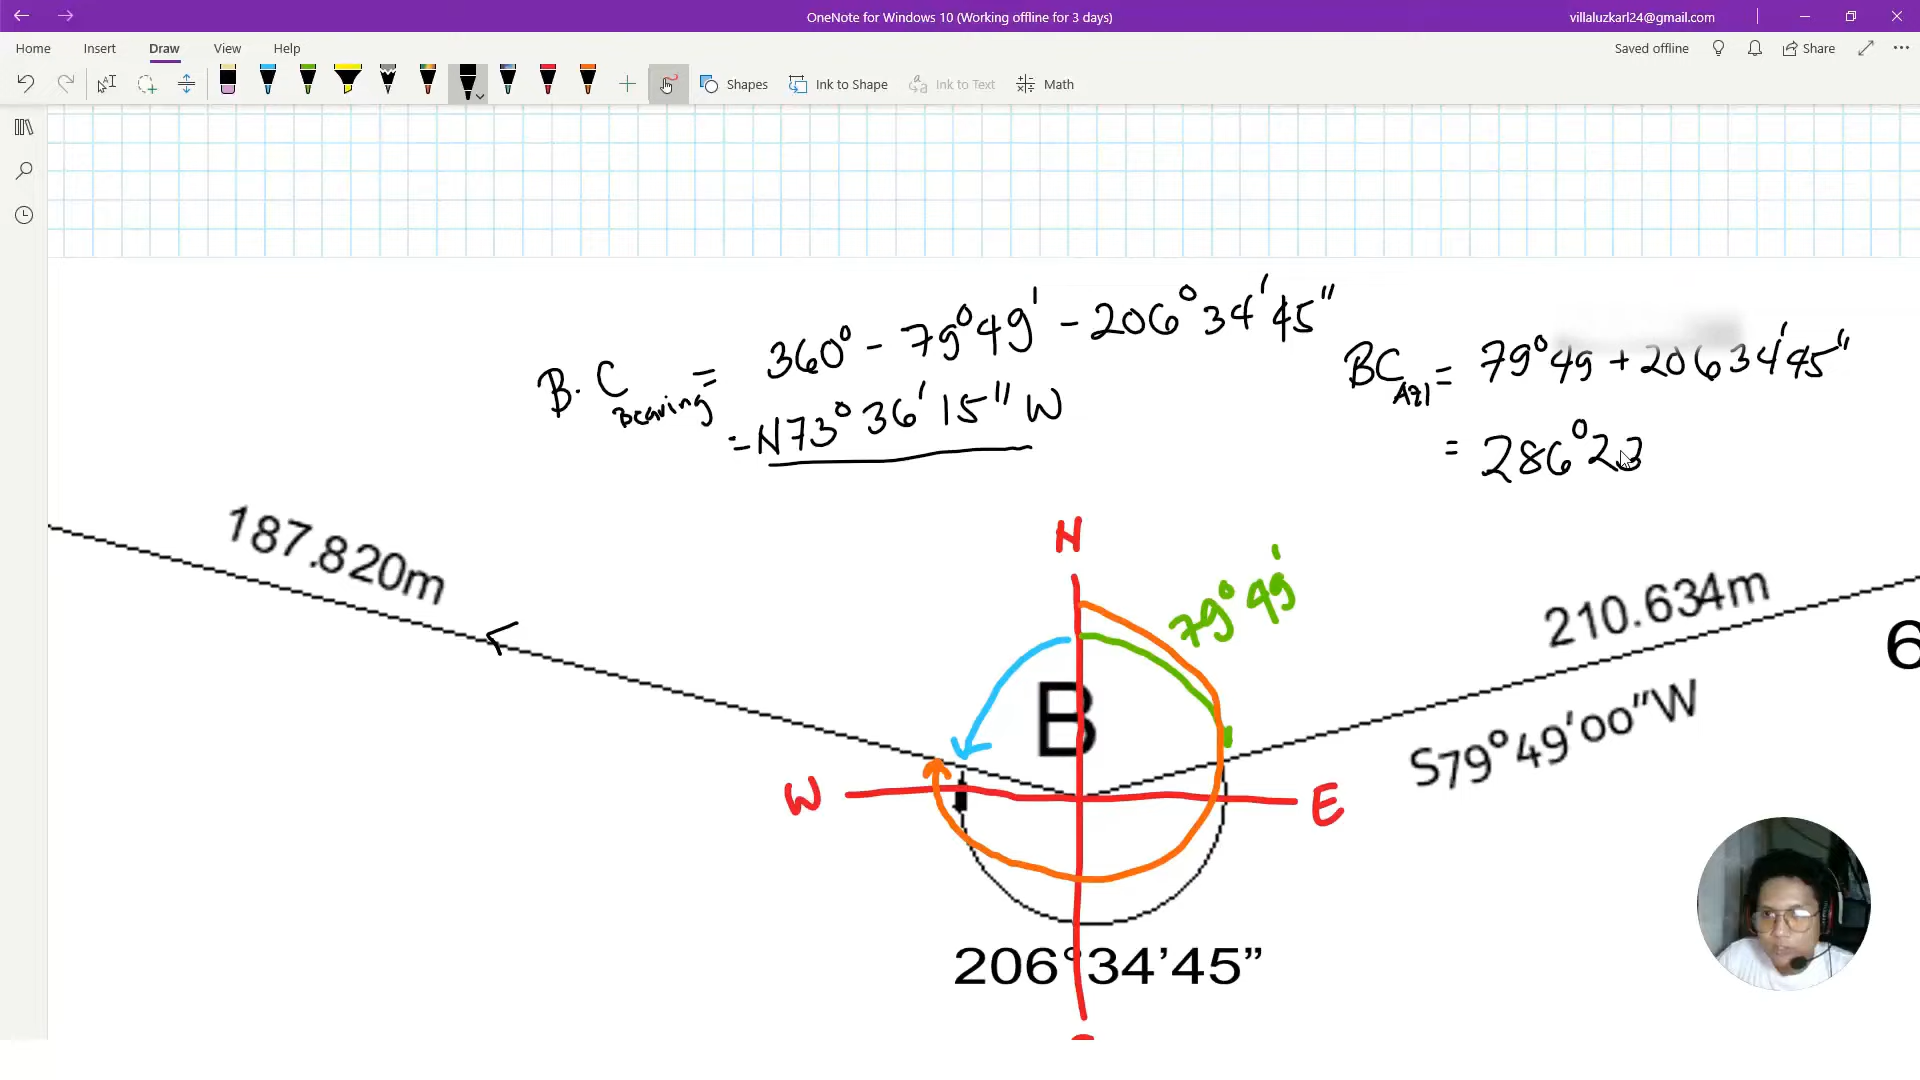 OneNote for Windows 10 (Working offline for 3 days)
villaluzkarl24@gmail.com
Home Insert Draw View Help
Saved offline Share
Shapes Ink to Shape Ink to Text Math
B.C Bearing = 360° - 79°49' - 206°34'45"
= N73°36'15" W
BC Azi = 79°49 + 206 34'45"
= 286°23
187.820m
N
79°49'
210.634m
6
B
S79°49’00”W
W
E
206°34’45”